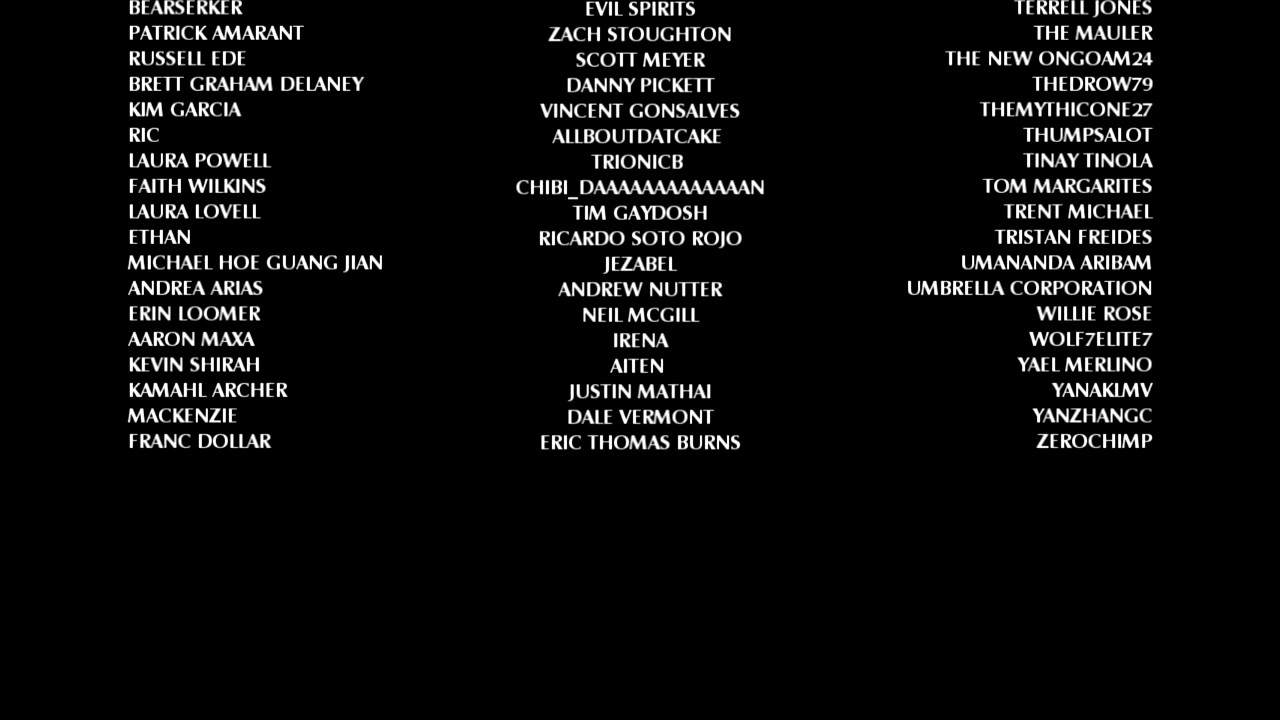 BEARSERKER
PATRICK AMARANT
RUSSELL EDE
BRETT GRAHAM DELANEY
KIM GARCIA
RIC
LAURA POWELL
FAITH WILKINS
LAURA LOVELL
ETHAN
MICHAEL HOE GUANG JIAN
ANDREA ARIAS
ERIN LOOMER
AARON MAXA
KEVIN SHIRAH
KAMAHL ARCHER
MACKENZIE
FRANC DOLLAR
EVIL SPIRITS
ZACH STOUGHTON
SCOTT MEYER
DANNY PICKETT
VINCENT GONSALVES
ALLBOUTDATCAKE
TRIONICB
CHIBI_DAAAAAAAAAAAAAN
TIM GAYDOSH
RICARDO SOTO ROJO
JEZABEL
ANDREW NUTTER
NEIL MCGILL
IRENA
AITEN
JUSTIN MATHAI
DALE VERMONT
ERIC THOMAS BURNS
TERRELL JONES
THE MAULER
THE NEW ONGOAM24
THEDROW79
THEMYTHICONE27
THUMPSALOT
TINAY TINOLA
TOM MARGARITES
TRENT MICHAEL
TRISTAN FREIDES
UMANANDA ARIBAM
UMBRELLA CORPORATION
WILLIE ROSE
WOLF7ELITE7
YAEL MERLINO
YANAKLMV
YANZHANGC
ZEROCHIMP